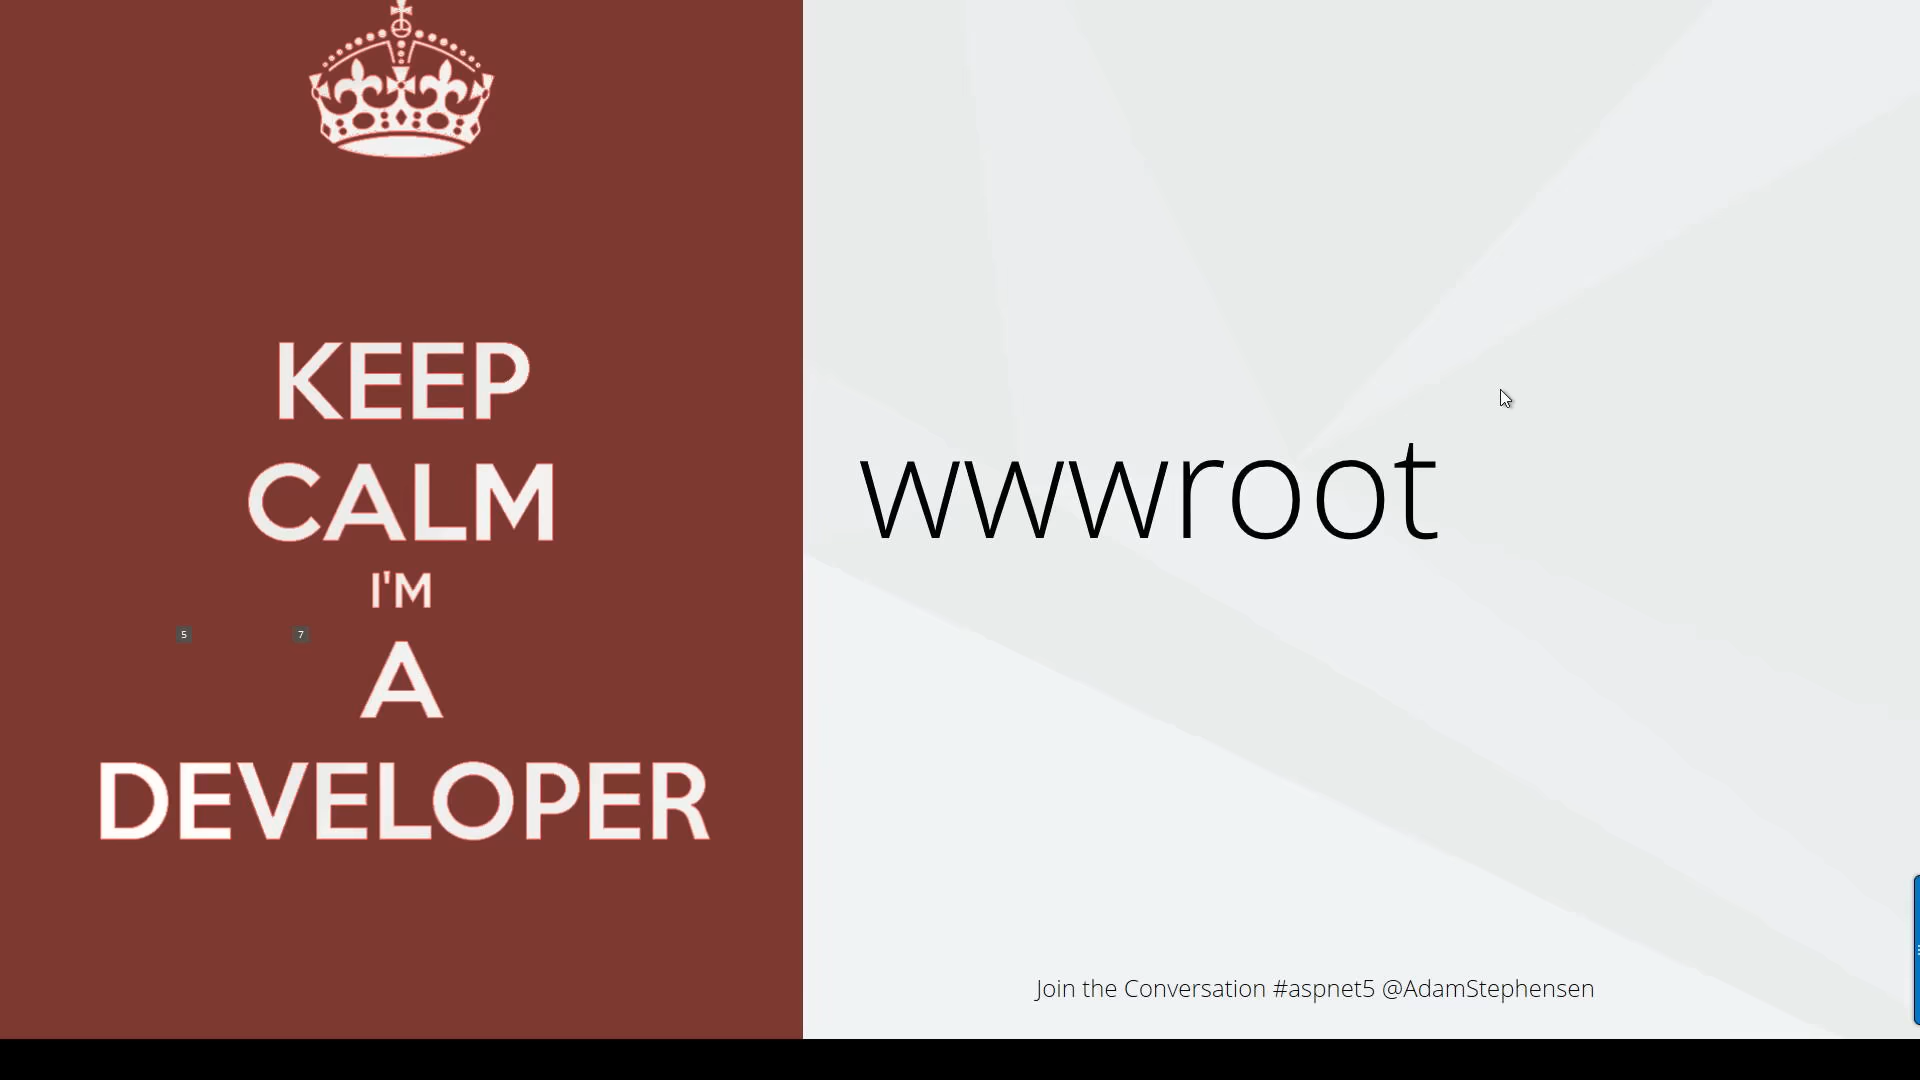 KEEP
CALM
I'M
5 7
A
DEVELOPER
wwwroot
Join the Conversation #aspnet5 @AdamStephensen